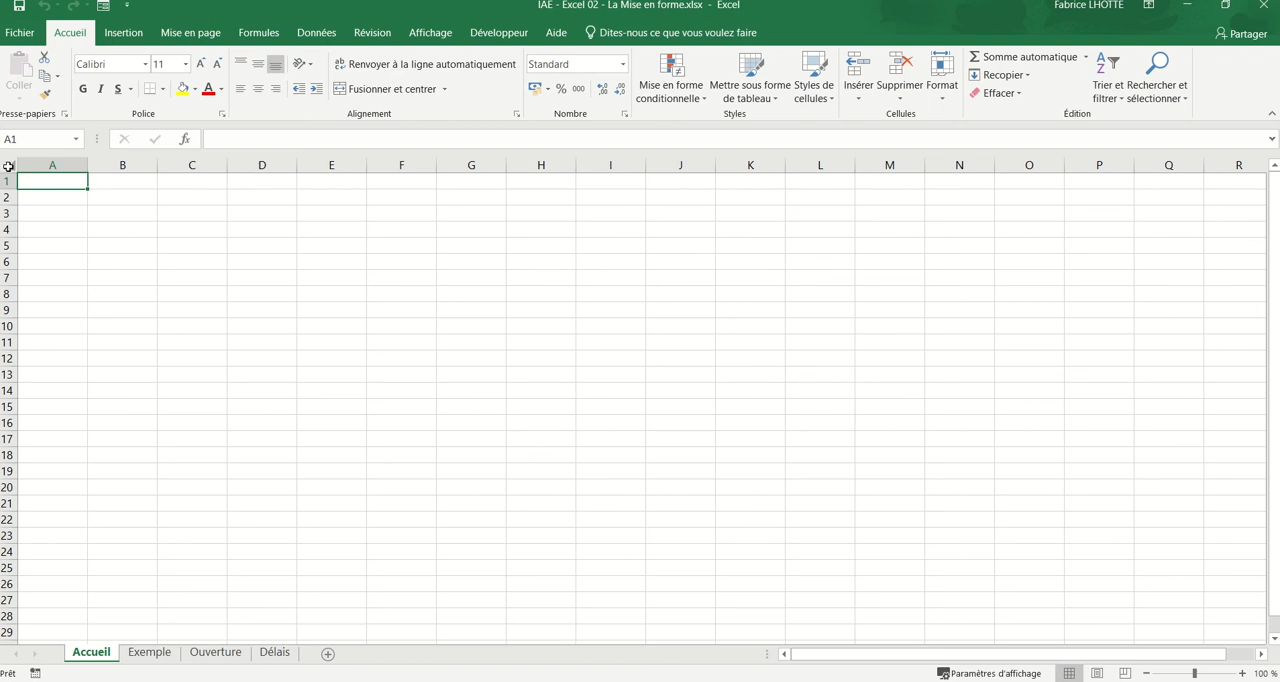 IAE - Excel 02 - La Mise en forme.xlsx - Excel
Fabrice LHOTTE
Fichier Accueil Insertion Mise en page Formules Données Révision Affichage Développeur Aide Dites-nous ce que vous voulez faire
Partager
Coller
Calibri 11
G I S
Renvoyer à la ligne automatiquement
Fusionner et centrer
Standard
% 000
Mise en forme conditionnelle
Mettre sous forme de tableau
Styles de cellules
Insérer Supprimer Format
Somme automatique
Recopier
Effacer
Trier et filtrer
Rechercher et sélectionner
Presse-papiers Police Alignement Nombre Styles Cellules Édition
A1 fx
A B C D E F G H I J K L M N O P Q R
1
2
3
4
5
6
7
8
9
10
11
12
13
14
15
16
17
18
19
20
21
22
23
24
25
26
27
28
29
Accueil Exemple Ouverture Délais
Prêt
Paramètres d'affichage
100 %